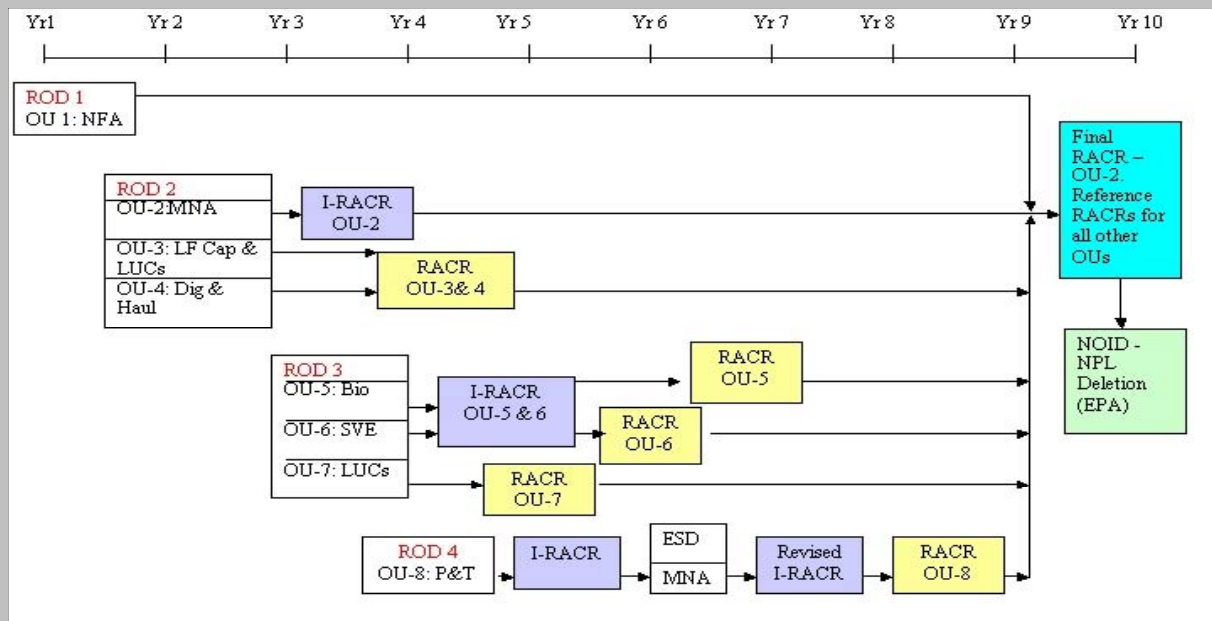 Yr1 Yr 2 Yr 3 Yr 4 Yr 5 Yr 6 Yr 7 Yr 8 Yr 9 Yr 10
ROD 1
OU 1: NFA
ROD 2
OU-2:MNA
OU-3: LF Cap &
LUCs
OU-4: Dig &
Haul
I-RACR
OU-2
RACR
OU-3& 4
ROD 3
OU-5: Bio
OU-6: SVE
OU-7: LUCs
I-RACR
OU-5 & 6
RACR
OU-5
RACR
OU-6
RACR
OU-7
ROD 4
OU-8: P&T
I-RACR
ESD
MNA
Revised
I-RACR
RACR
OU-8
Final
RACR –
OU-2.
Reference
RACRs for
all other
OUs
NOID -
NPL
Deletion
(EPA)